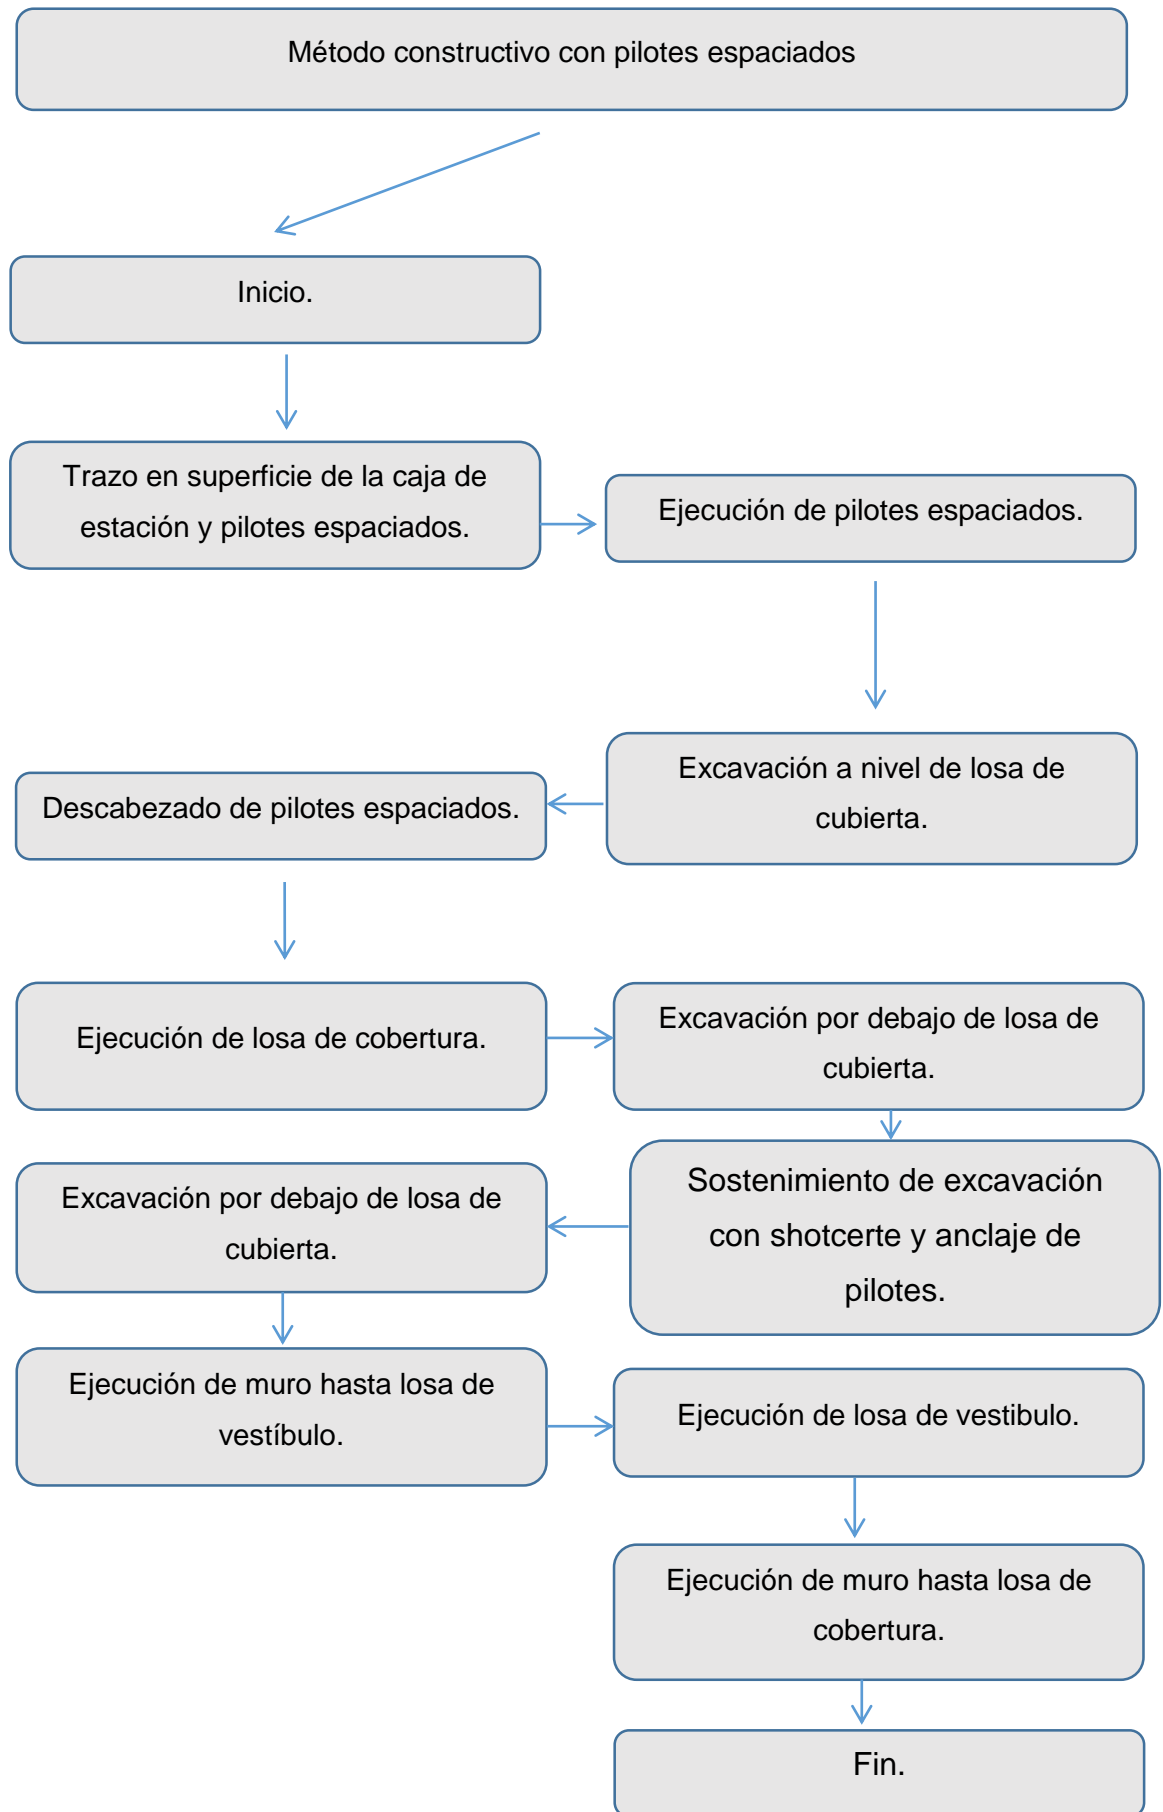 Método constructivo con pilotes espaciados
Inicio.
Trazo en superficie de la caja de
estación y pilotes espaciados.
Ejecución de pilotes espaciados.
Excavación a nivel de losa de
cubierta.
Descabezado de pilotes espaciados.
Ejecución de losa de cobertura.
Excavación por debajo de losa de
cubierta.
Sostenimiento de excavación
con shotcerte y anclaje de
pilotes.
Excavación por debajo de losa de
cubierta.
Ejecución de muro hasta losa de
vestíbulo.
Ejecución de losa de vestibulo.
Ejecución de muro hasta losa de
cobertura.
Fin.